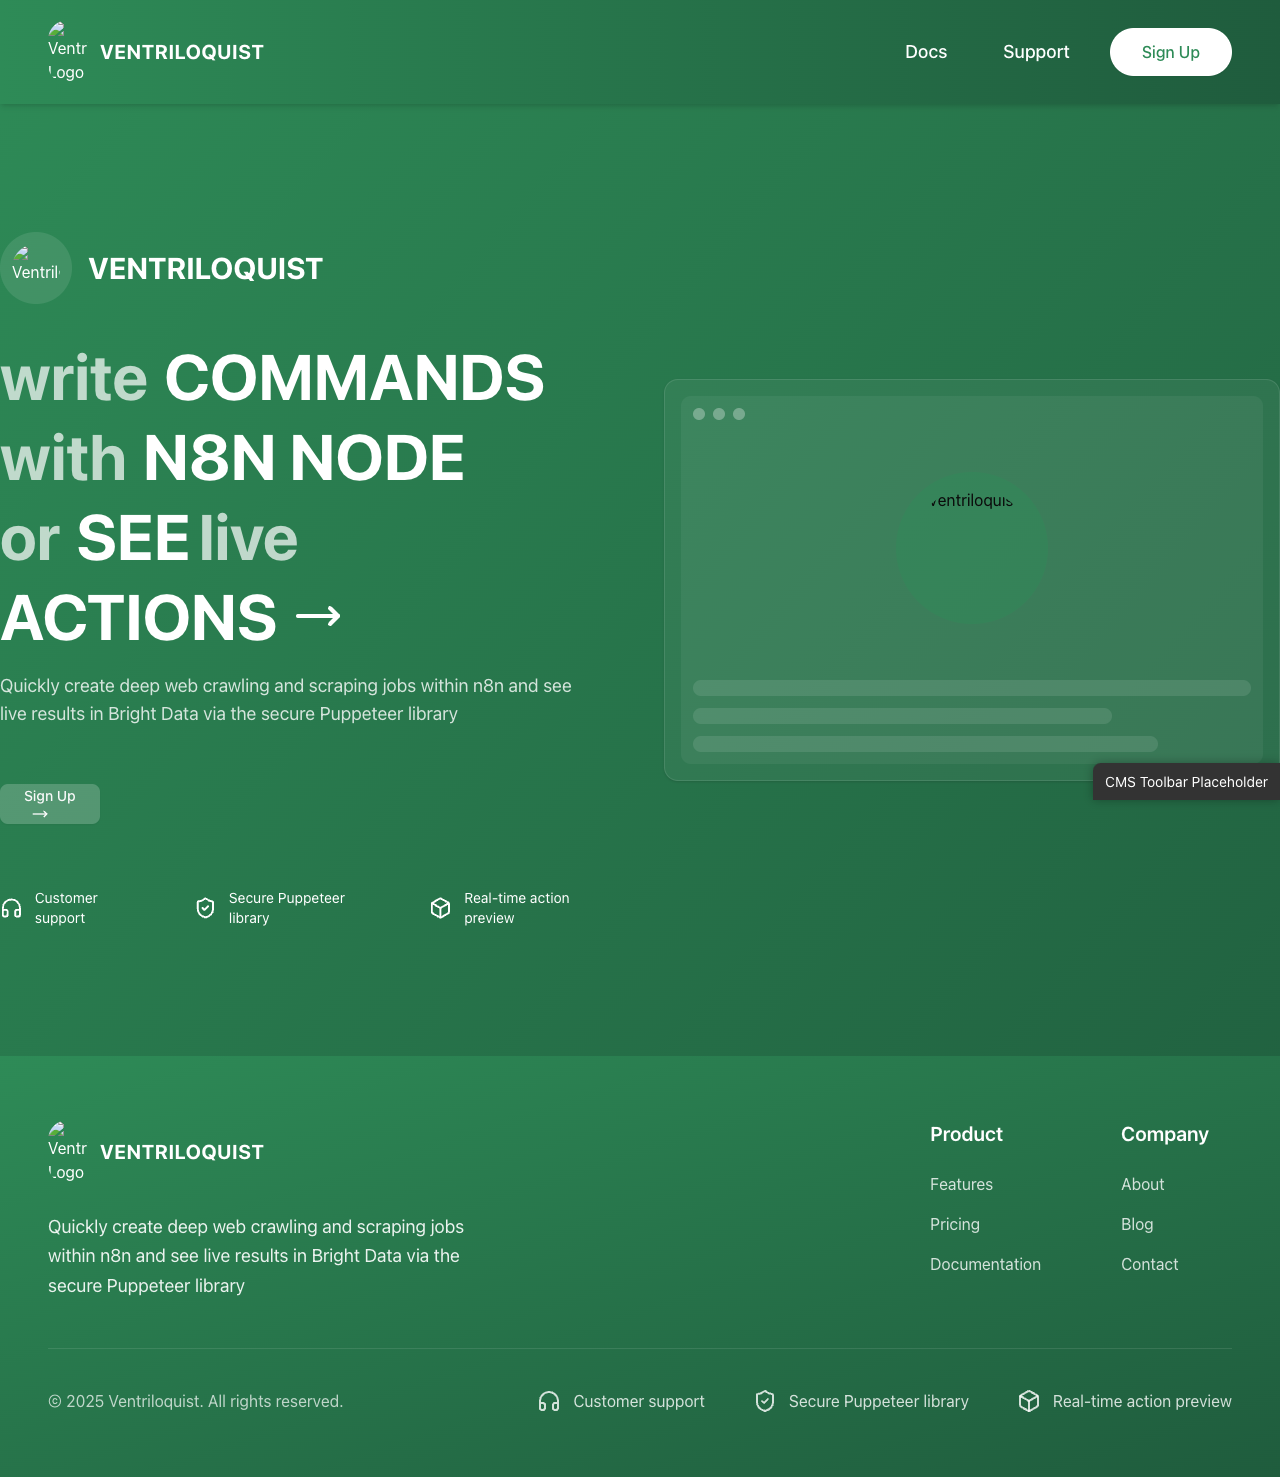 Ventr
Logo
VENTRILOQUIST
Docs
Support
Sign Up
Ventril
VENTRILOQUIST
write COMMANDS
with N8N NODE
or SEE live
ACTIONS →
Quickly create deep web crawling and scraping jobs within n8n and see
live results in Bright Data via the secure Puppeteer library
Sign Up
→
Ventriloquis
CMS Toolbar Placeholder
Customer
support
Secure Puppeteer
library
Real-time action
preview
Ventr
Logo
VENTRILOQUIST
Quickly create deep web crawling and scraping jobs
within n8n and see live results in Bright Data via the
secure Puppeteer library
Product
Features
Pricing
Documentation
Company
About
Blog
Contact
© 2025 Ventriloquist. All rights reserved.
Customer support
Secure Puppeteer library
Real-time action preview